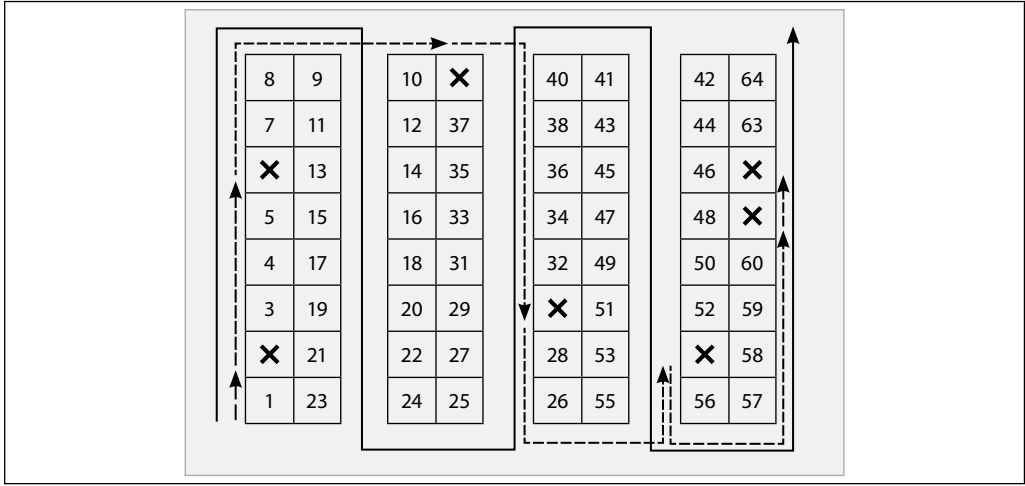 8 9 10 ✕ 40 41 42 64
7 11 12 37 38 43 44 63
✕ 13 14 35 36 45 46 ✕
5 15 16 33 34 47 48 ✕
4 17 18 31 32 49 50 60
3 19 20 29 ✕ 51 52 59
✕ 21 22 27 28 53 ✕ 58
1 23 24 25 26 55 56 57